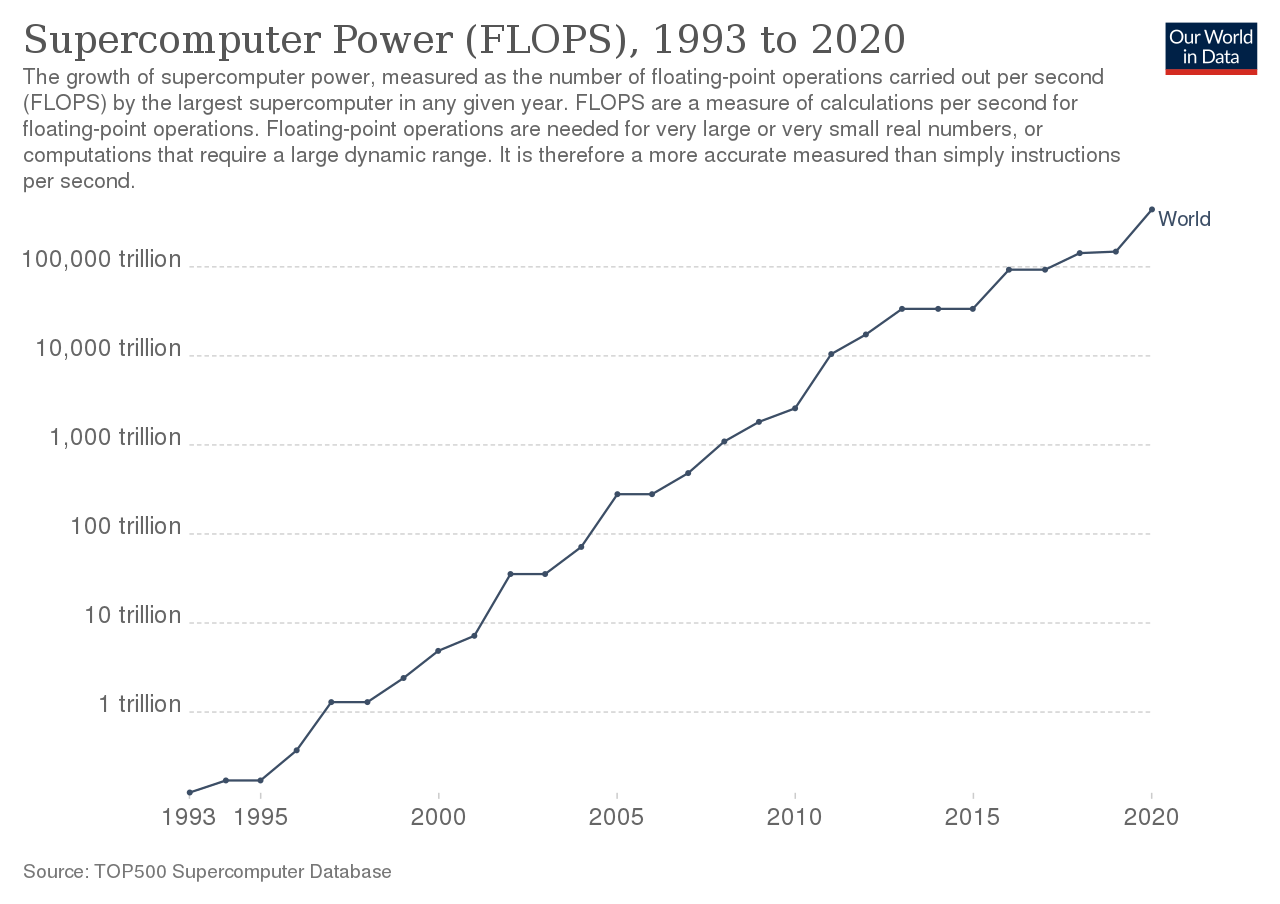 Supercomputer Power (FLOPS), 1993 to 2020
Our World
in Data
The growth of supercomputer power, measured as the number of floating-point operations carried out per second
(FLOPS) by the largest supercomputer in any given year. FLOPS are a measure of calculations per second for
floating-point operations. Floating-point operations are needed for very large or very small real numbers, or
computations that require a large dynamic range. It is therefore a more accurate measured than simply instructions
per second.
World
100,000 trillion
10,000 trillion
1,000 trillion
100 trillion
10 trillion
1 trillion
1993 1995 2000 2005 2010 2015 2020
Source: TOP500 Supercomputer Database